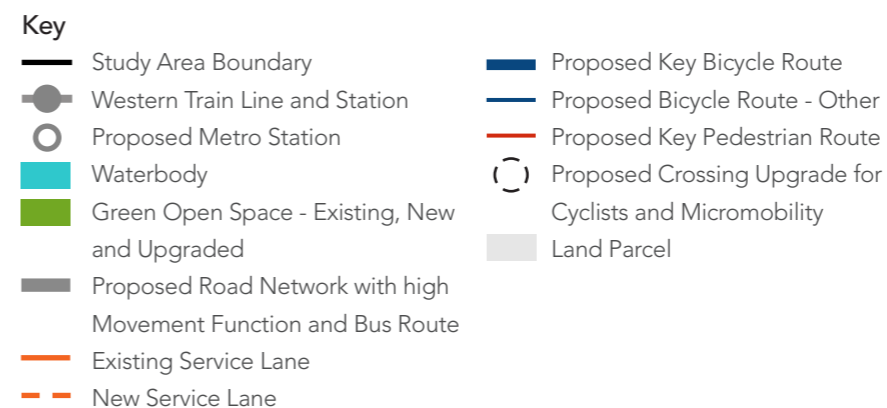 Key
Study Area Boundary
Western Train Line and Station
Proposed Metro Station
Waterbody
Green Open Space - Existing, New
and Upgraded
Proposed Road Network with high
Movement Function and Bus Route
Existing Service Lane
New Service Lane
Proposed Key Bicycle Route
Proposed Bicycle Route - Other
Proposed Key Pedestrian Route
Proposed Crossing Upgrade for
Cyclists and Micromobility
Land Parcel